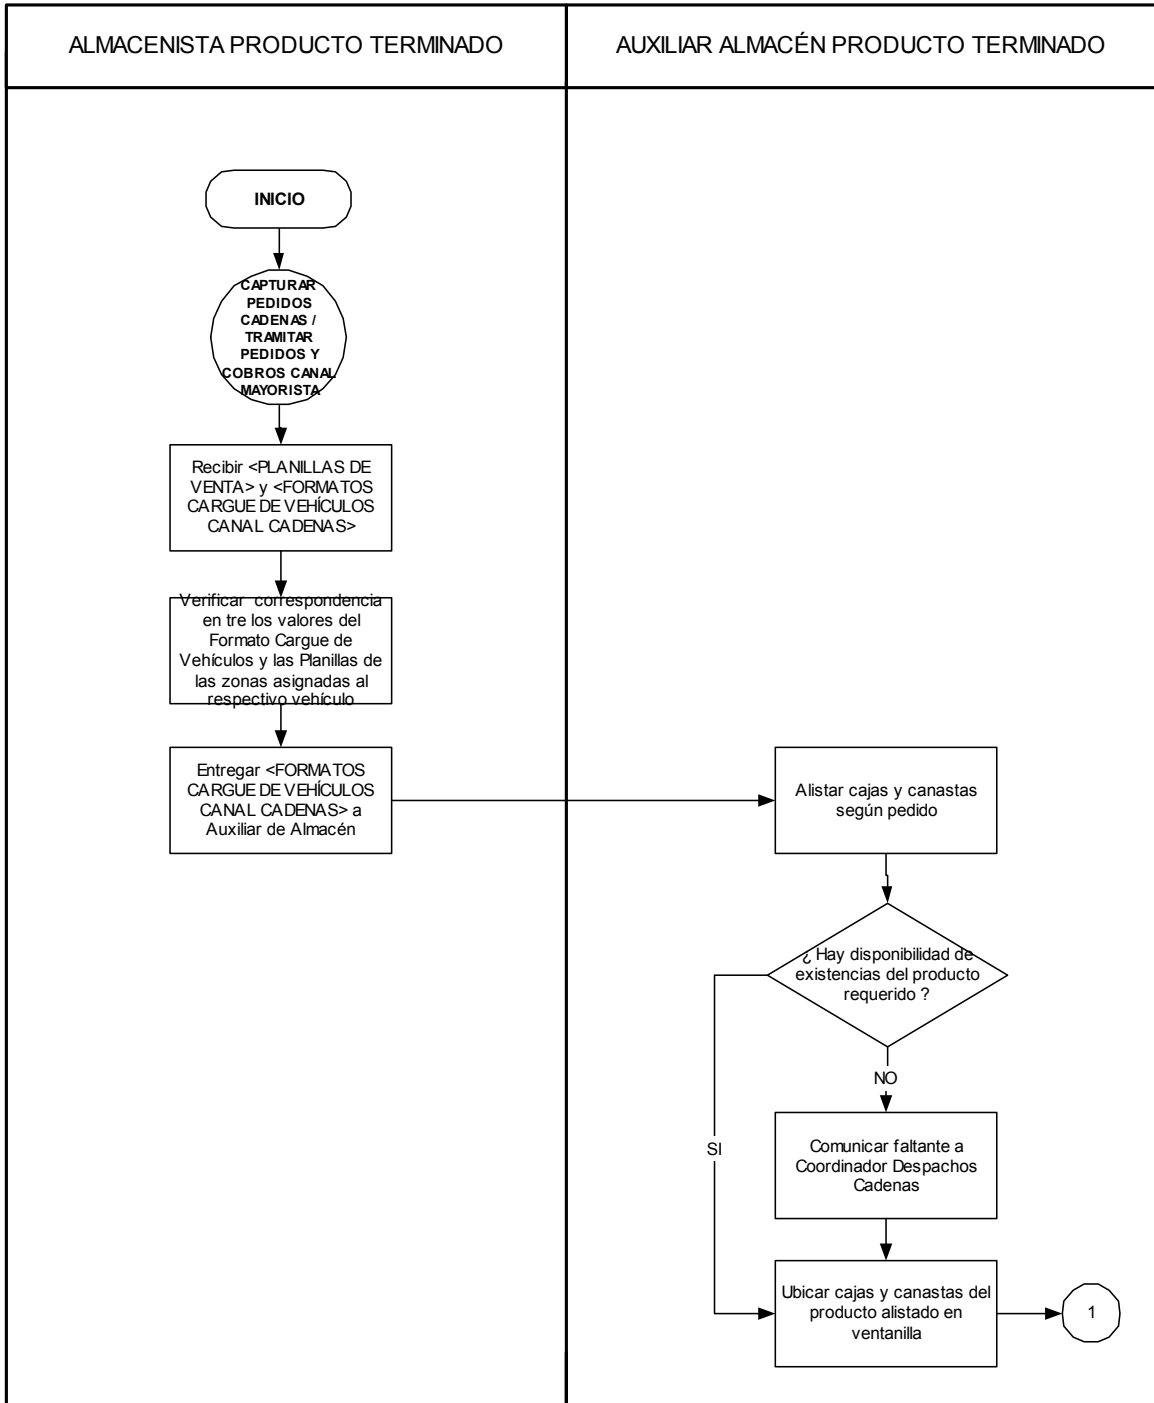 ALMACENISTA PRODUCTO TERMINADO
AUXILIAR ALMACÉN PRODUCTO TERMINADO
INICIO
CAPTURAR
PEDIDOS
CADENAS /
TRAMITAR
PEDIDOS Y
COBROS CANAL
MAYORISTA
Recibir <PLANILLAS DE
VENTA> y <FORMATOS
CARGUE DE VEHÍCULOS
CANAL CADENAS>
Verificar correspondencia
en tre los valores del
Formato Cargue de
Vehículos y las Planillas de
las zonas asignadas al
respectivo vehículo
Entregar <FORMATOS
CARGUE DE VEHÍCULOS
CANAL CADENAS> a
Auxiliar de Almacén
Alistar cajas y canastas
según pedido
¿ Hay disponibilidad de
existencias del producto
requerido ?
NO
SI
Comunicar faltante a
Coordinador Despachos
Cadenas
Ubicar cajas y canastas del
producto alistado en
ventanilla
1